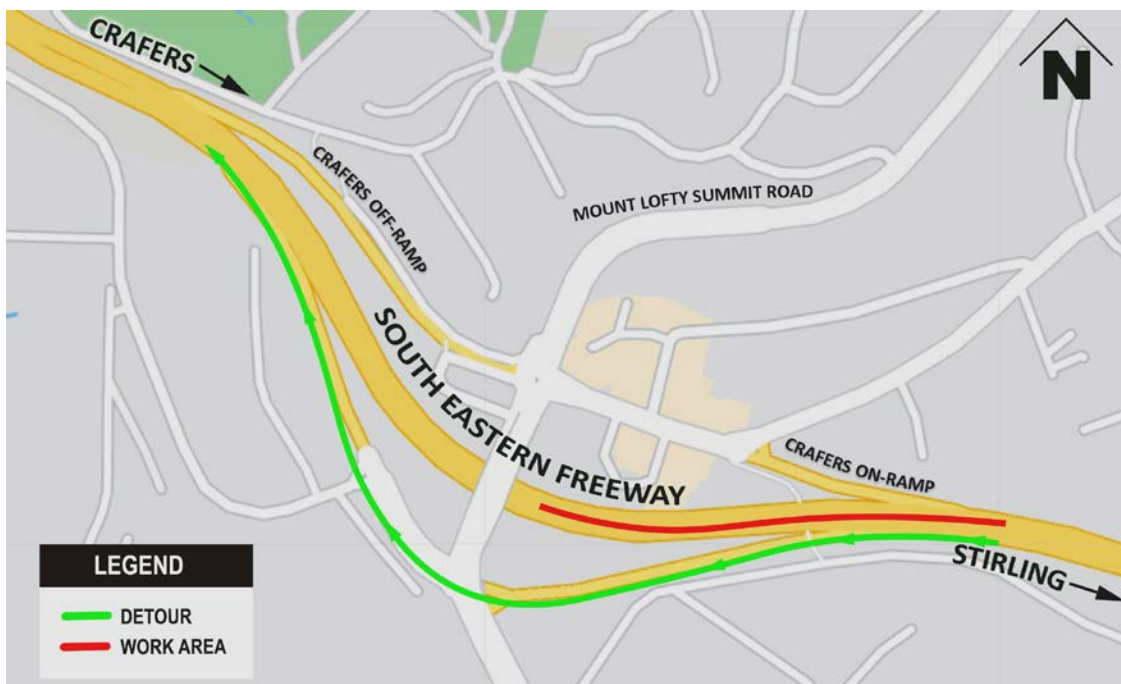 CRAFERS
N
CRAFERS OFF-RAMP
MOUNT LOFTY SUMMIT ROAD
SOUTH EASTERN FREEWAY
CRAFERS ON-RAMP
STIRLING
LEGEND
DETOUR
WORK AREA